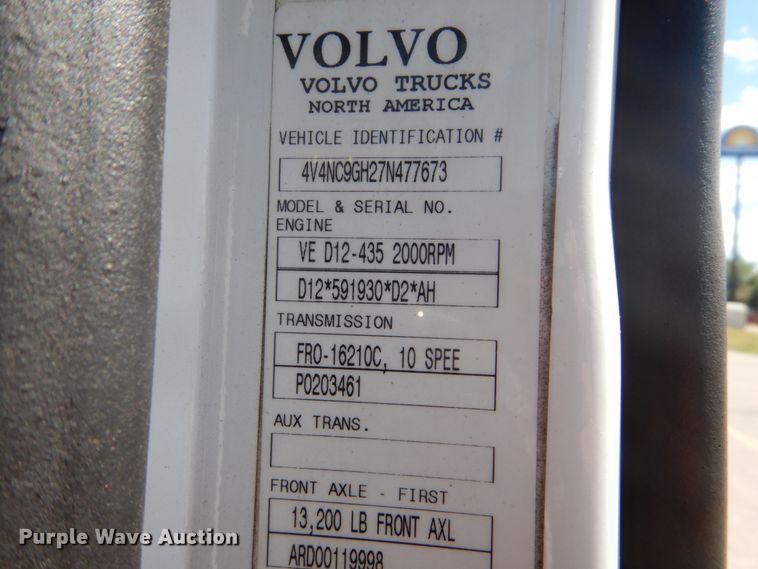 VOLVO
VOLVO TRUCKS
NORTH AMERICA
VEHICLE IDENTIFICATION #
4V4NC9GH27N477673
MODEL & SERIAL NO.
ENGINE
VE D12-435 2000RPM
D12*591930*D2*AH
TRANSMISSION
FRO-16210C, 10 SPEE
P0203461
AUX TRANS.
FRONT AXLE - FIRST
13,200 LB FRONT AXL
ARD00119998
Purple Wave Auction